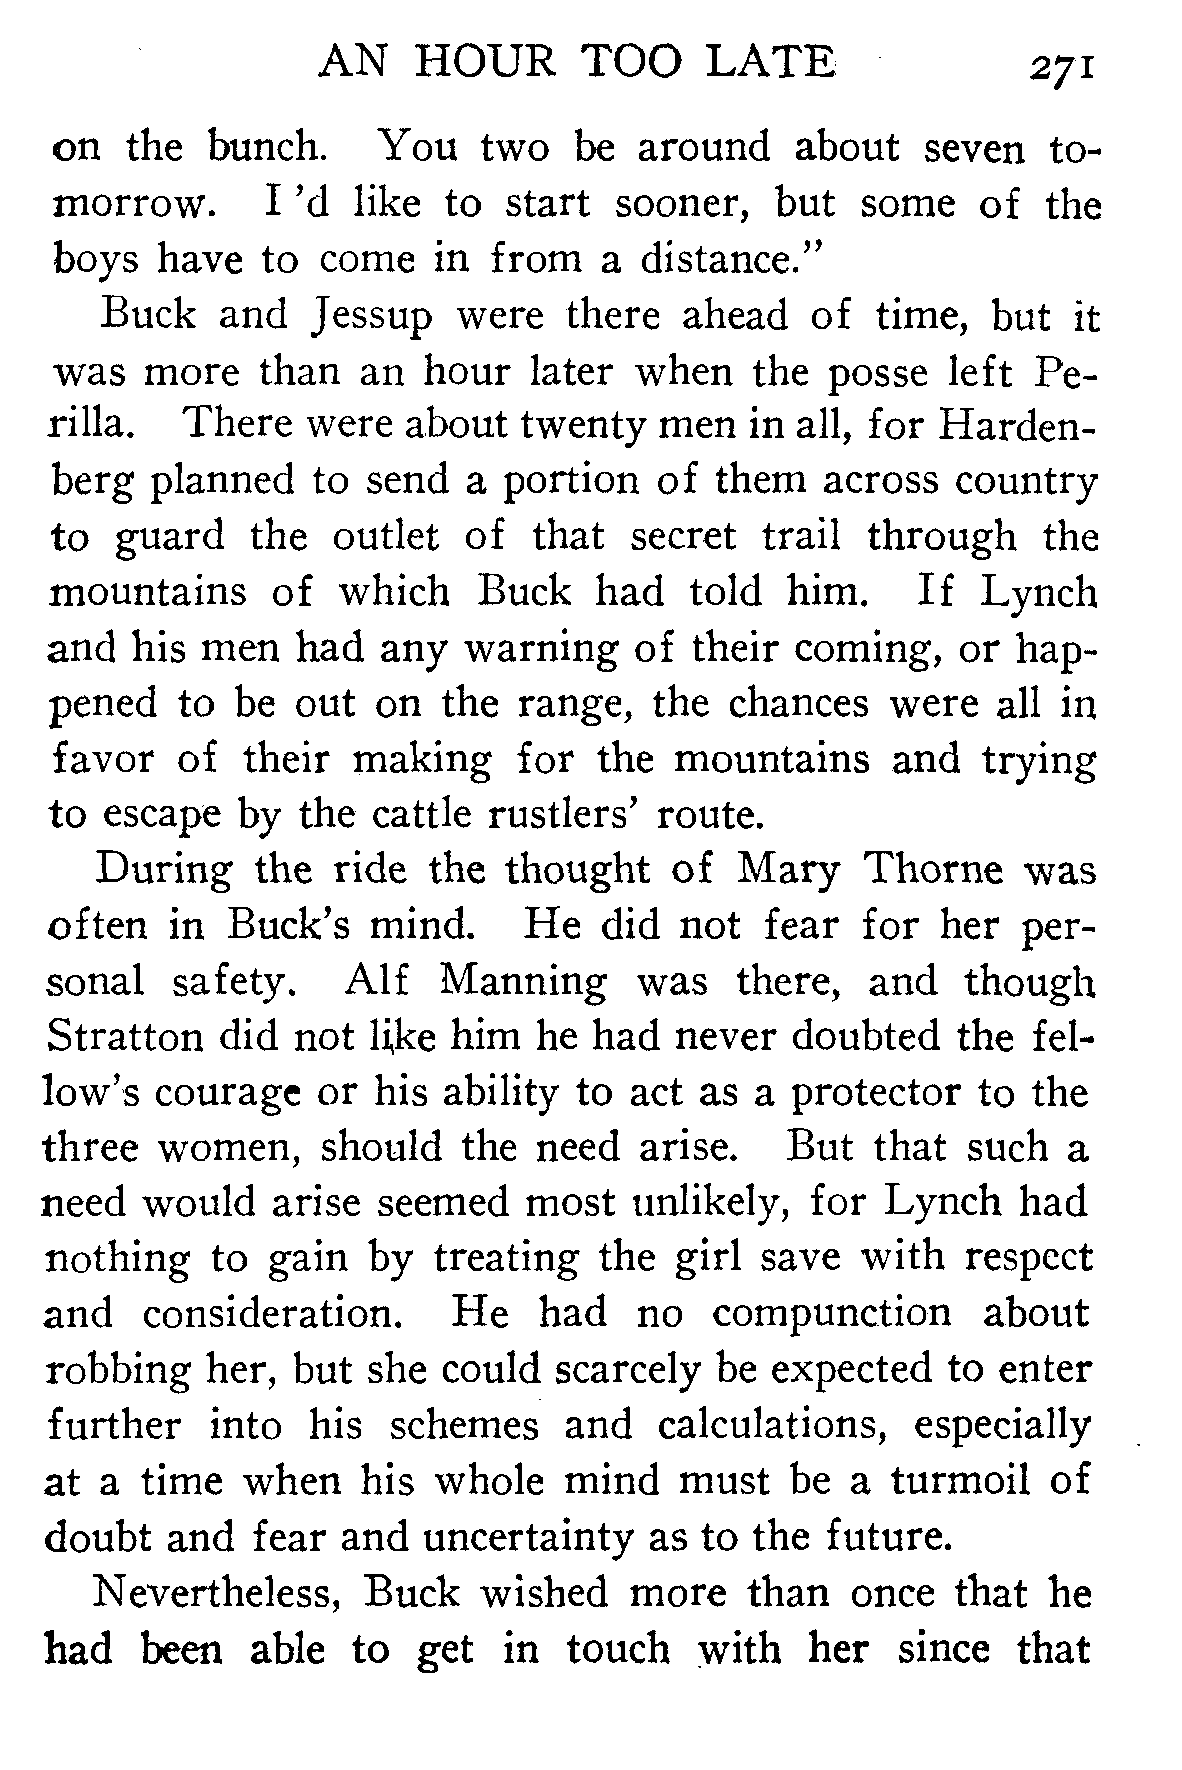 AN HOUR TOO LATE 271
on the bunch. You two be around about seven to-
morrow. I 'd like to start sooner, but some of the
boys have to come in from a distance."
Buck and Jessup were there ahead of time, but it
was more than an hour later when the posse left Pe-
rilla. There were about twenty men in all, for Harden-
berg planned to send a portion of them across country
to guard the outlet of that secret trail through the
mountains of which Buck had told him. If Lynch
and his men had any warning of their coming, or hap-
pened to be out on the range, the chances were all in
favor of their making for the mountains and trying
to escape by the cattle rustlers' route.
During the ride the thought of Mary Thorne was
often in Buck's mind. He did not fear for her per-
sonal safety. Alf Manning was there, and though
Stratton did not like him he had never doubted the fel-
low's courage or his ability to act as a protector to the
three women, should the need arise. But that such a
need would arise seemed most unlikely, for Lynch had
nothing to gain by treating the girl save with respect
and consideration. He had no compunction about
robbing her, but she could scarcely be expected to enter
further into his schemes and calculations, especially
at a time when his whole mind must be a turmoil of
doubt and fear and uncertainty as to the future.
Nevertheless, Buck wished more than once that he
had been able to get in touch with her since that